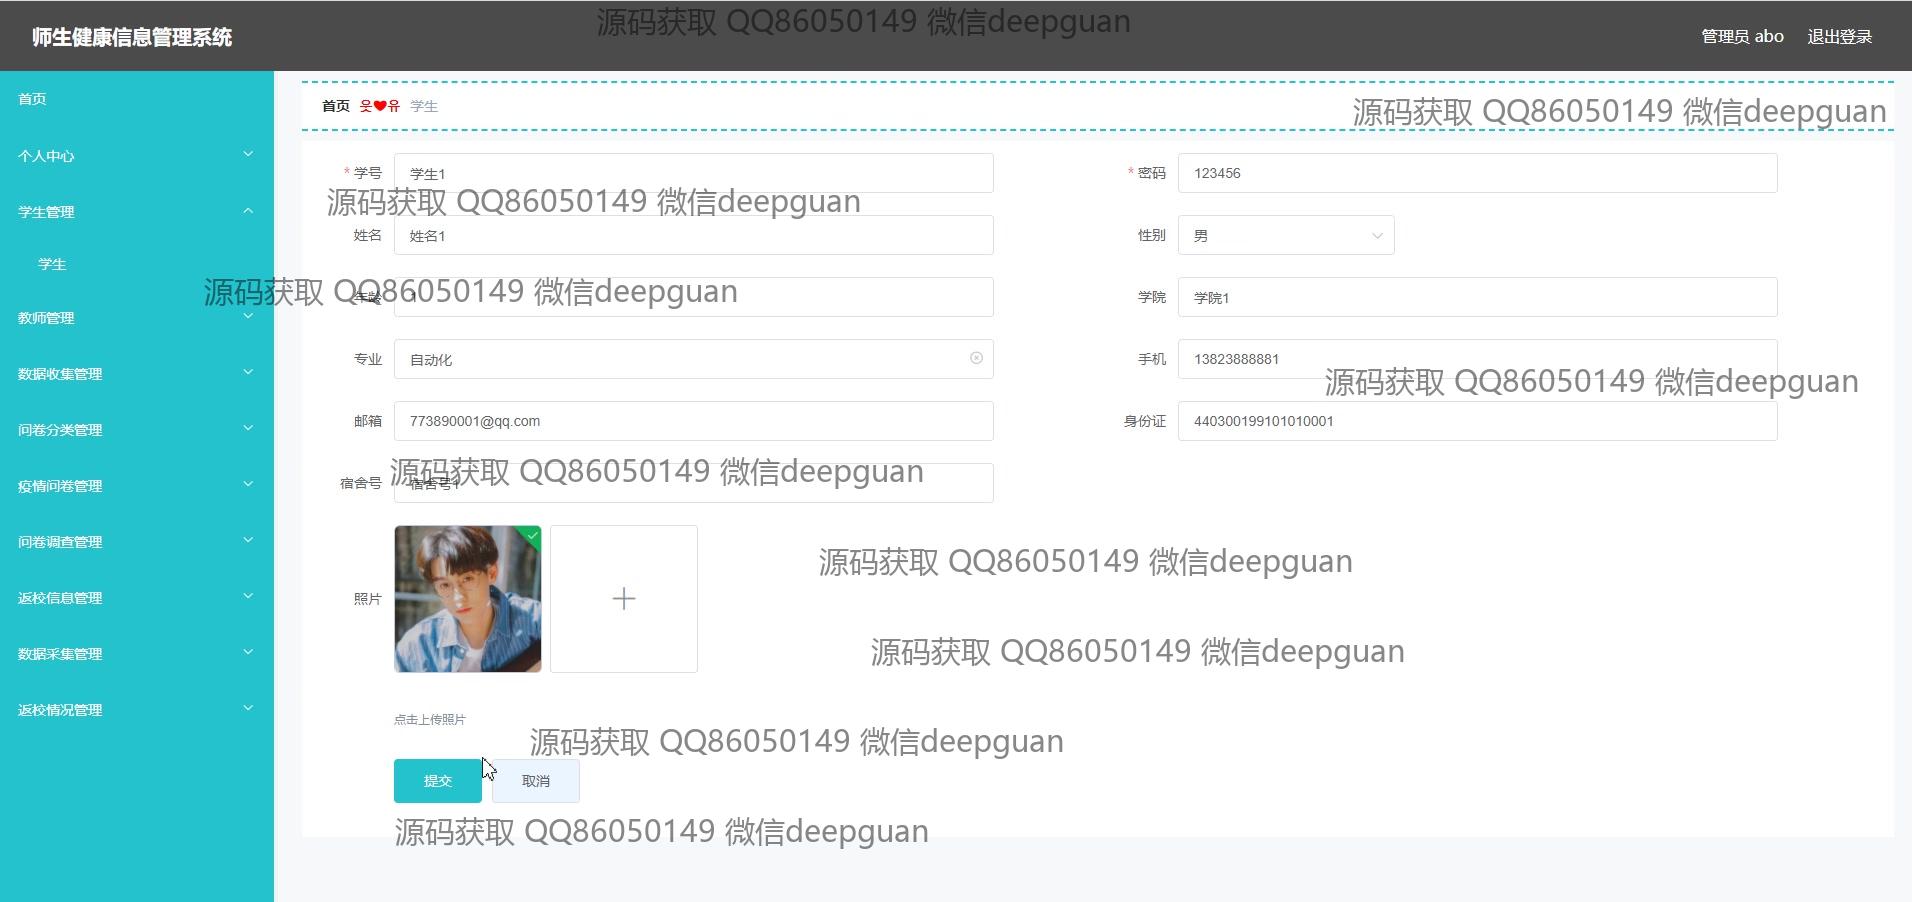 源码获取 QQ86050149 微信deepguan
师生健康信息管理系统
管理员 abo 退出登录
首页
个人中心
学生管理
学生
教师管理
数据收集管理
问卷分类管理
疫情问卷管理
问卷调查管理
返校信息管理
数据采集管理
返校情况管理
首页 웃❤유 学生
源码获取 QQ86050149 微信deepguan
* 学号 学生1
* 密码 123456
源码获取 QQ86050149 微信deepguan
姓名 姓名1
性别 男
源码获取 QQ86050149 微信deepguan
年龄
学院 学院1
专业 自动化
手机 13823888881
源码获取 QQ86050149 微信deepguan
邮箱 773890001@qq.com
身份证 440300199101010001
源码获取 QQ86050149 微信deepguan
宿舍号 宿舍号1
源码获取 QQ86050149 微信deepguan
照片
源码获取 QQ86050149 微信deepguan
点击上传照片
源码获取 QQ86050149 微信deepguan
提交 取消
源码获取 QQ86050149 微信deepguan